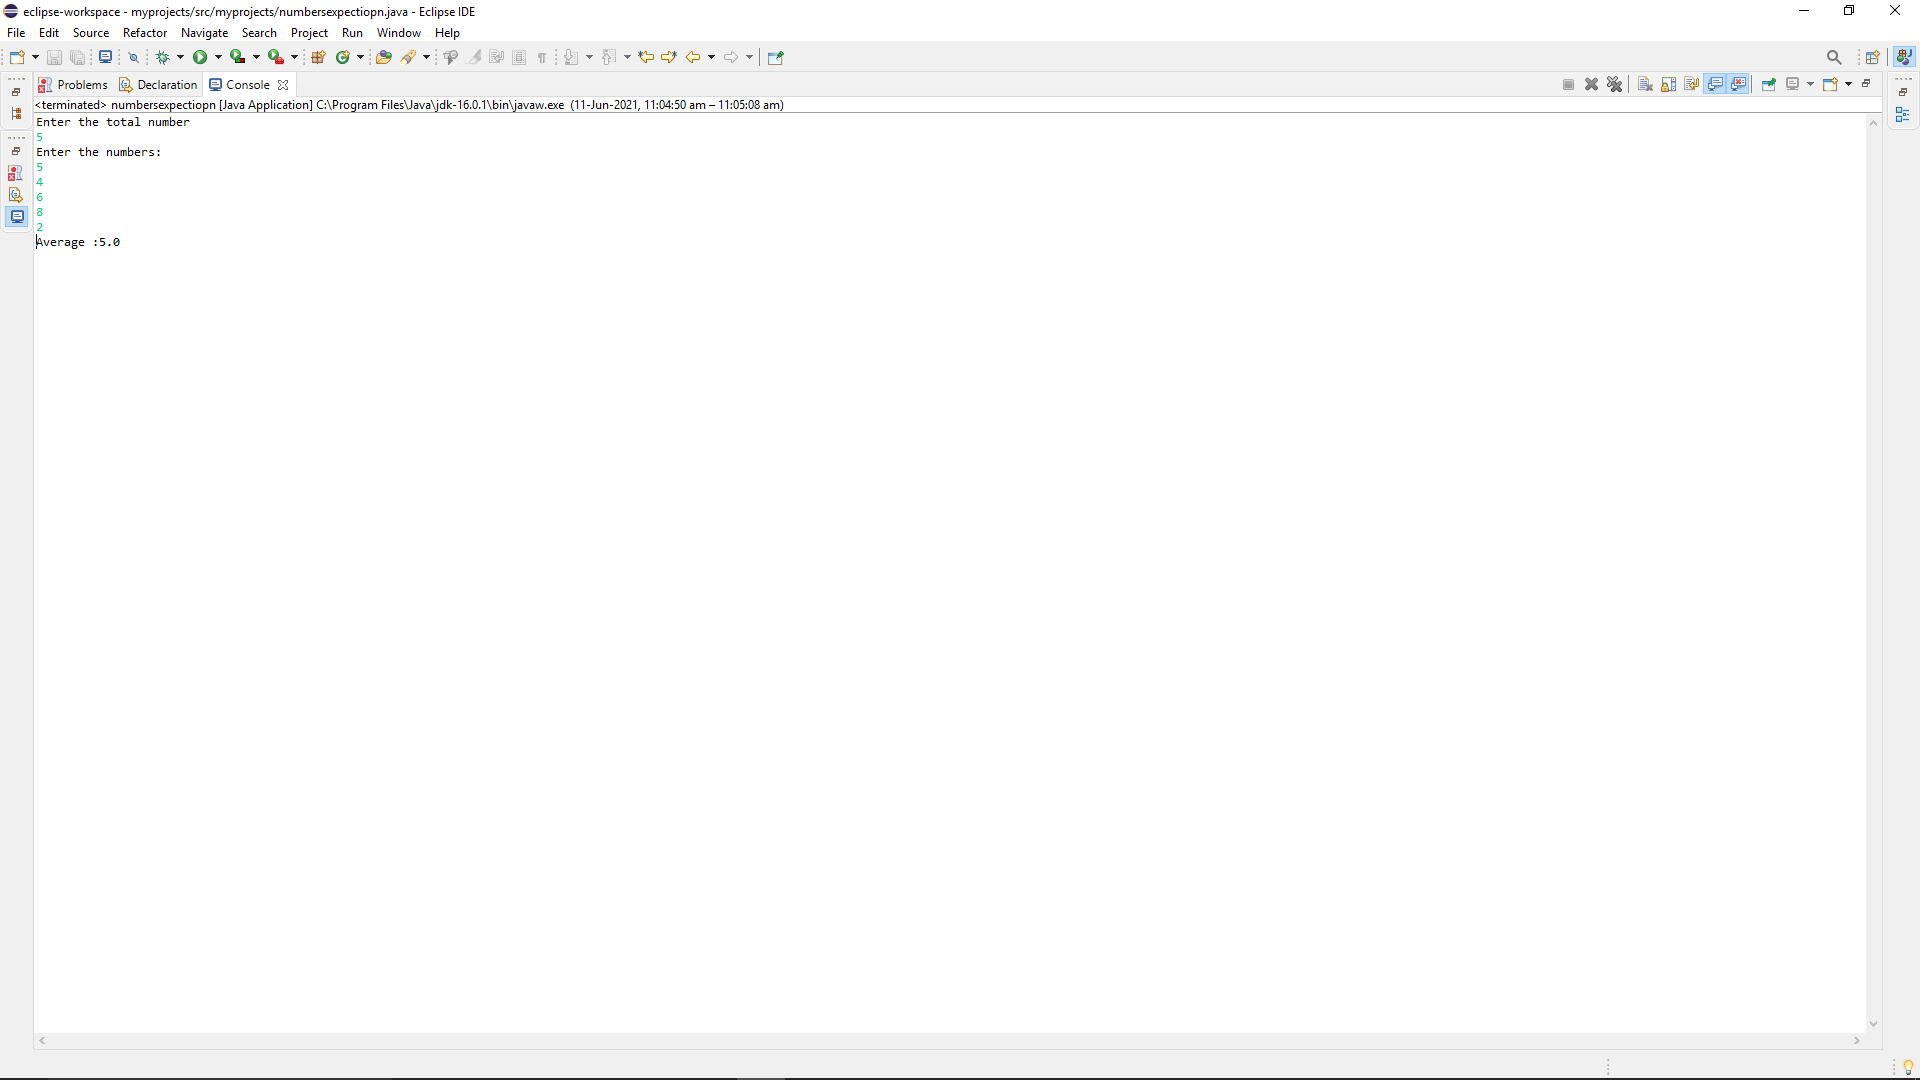 eclipse-workspace - myprojects/src/myprojects/numbersexpectiopn.java - Eclipse IDE
File Edit Source Refactor Navigate Search Project Run Window Help
Problems Declaration Console
<terminated> numbersexpectiopn [Java Application] C:\Program Files\Java\jdk-16.0.1\bin\javaw.exe (11-Jun-2021, 11:04:50 am – 11:05:08 am)
Enter the total number
5
Enter the numbers:
5
4
6
8
2
Average :5.0